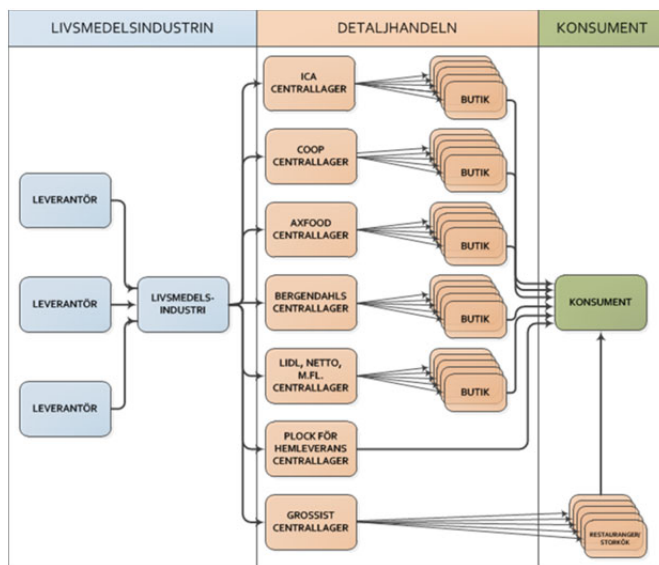 LIVSMEDELSINDUSTRIN
DETALJHANDELN
KONSUMENT
LEVERANTÖR
LEVERANTÖR
LEVERANTÖR
LIVSMEDELS-
INDUSTRI
ICA
CENTRALLAGER
BUTIK
COOP
CENTRALLAGER
BUTIK
AXFOOD
CENTRALLAGER
BUTIK
BERGENDAHLS
CENTRALLAGER
BUTIK
LIDL, NETTO,
M.FL.
CENTRALLAGER
BUTIK
PLOCK FÖR
HEMLEVERANS
CENTRALLAGER
GROSSIST
CENTRALLAGER
KONSUMENT
RESTAURANGER/
STORKÖK